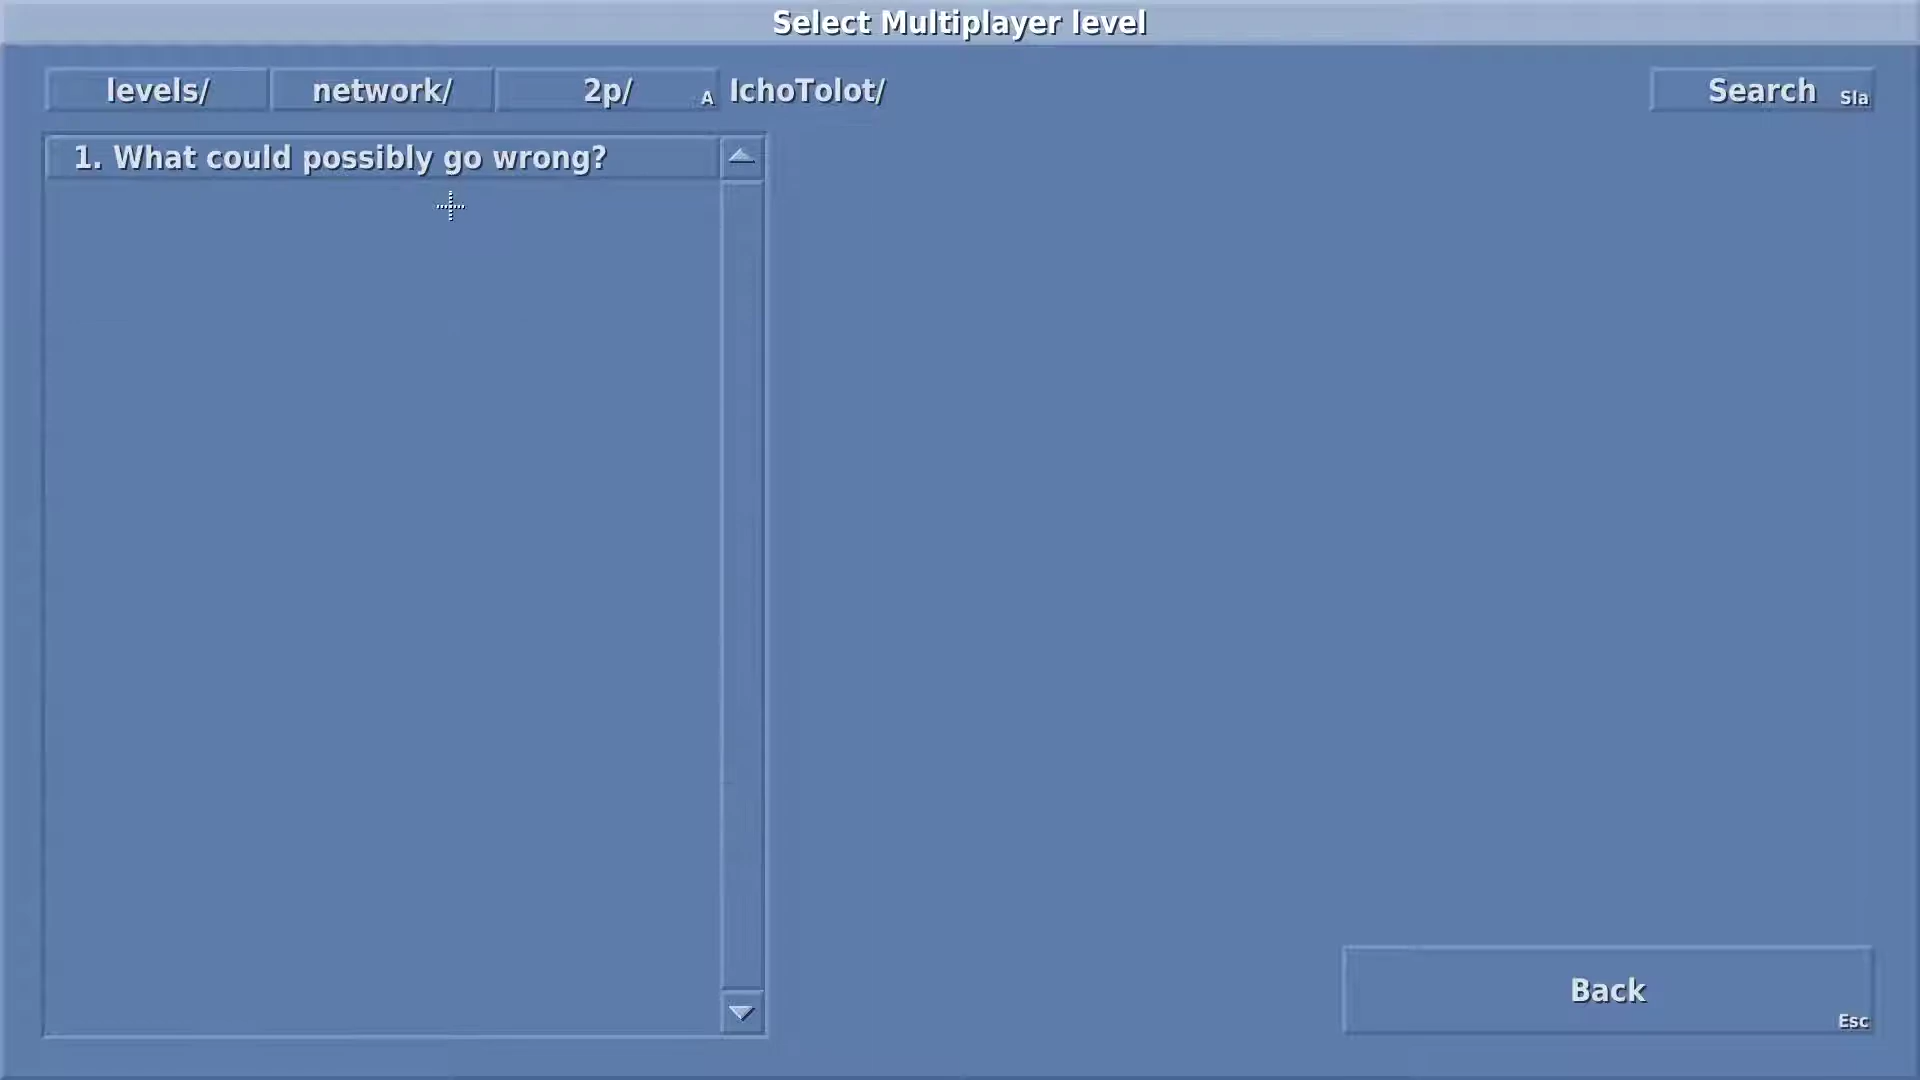 Select Multiplayer level
levels/ network/ 2p/ A IchoTolot/ Search Sla
1. What could possibly go wrong?
Back
Esc